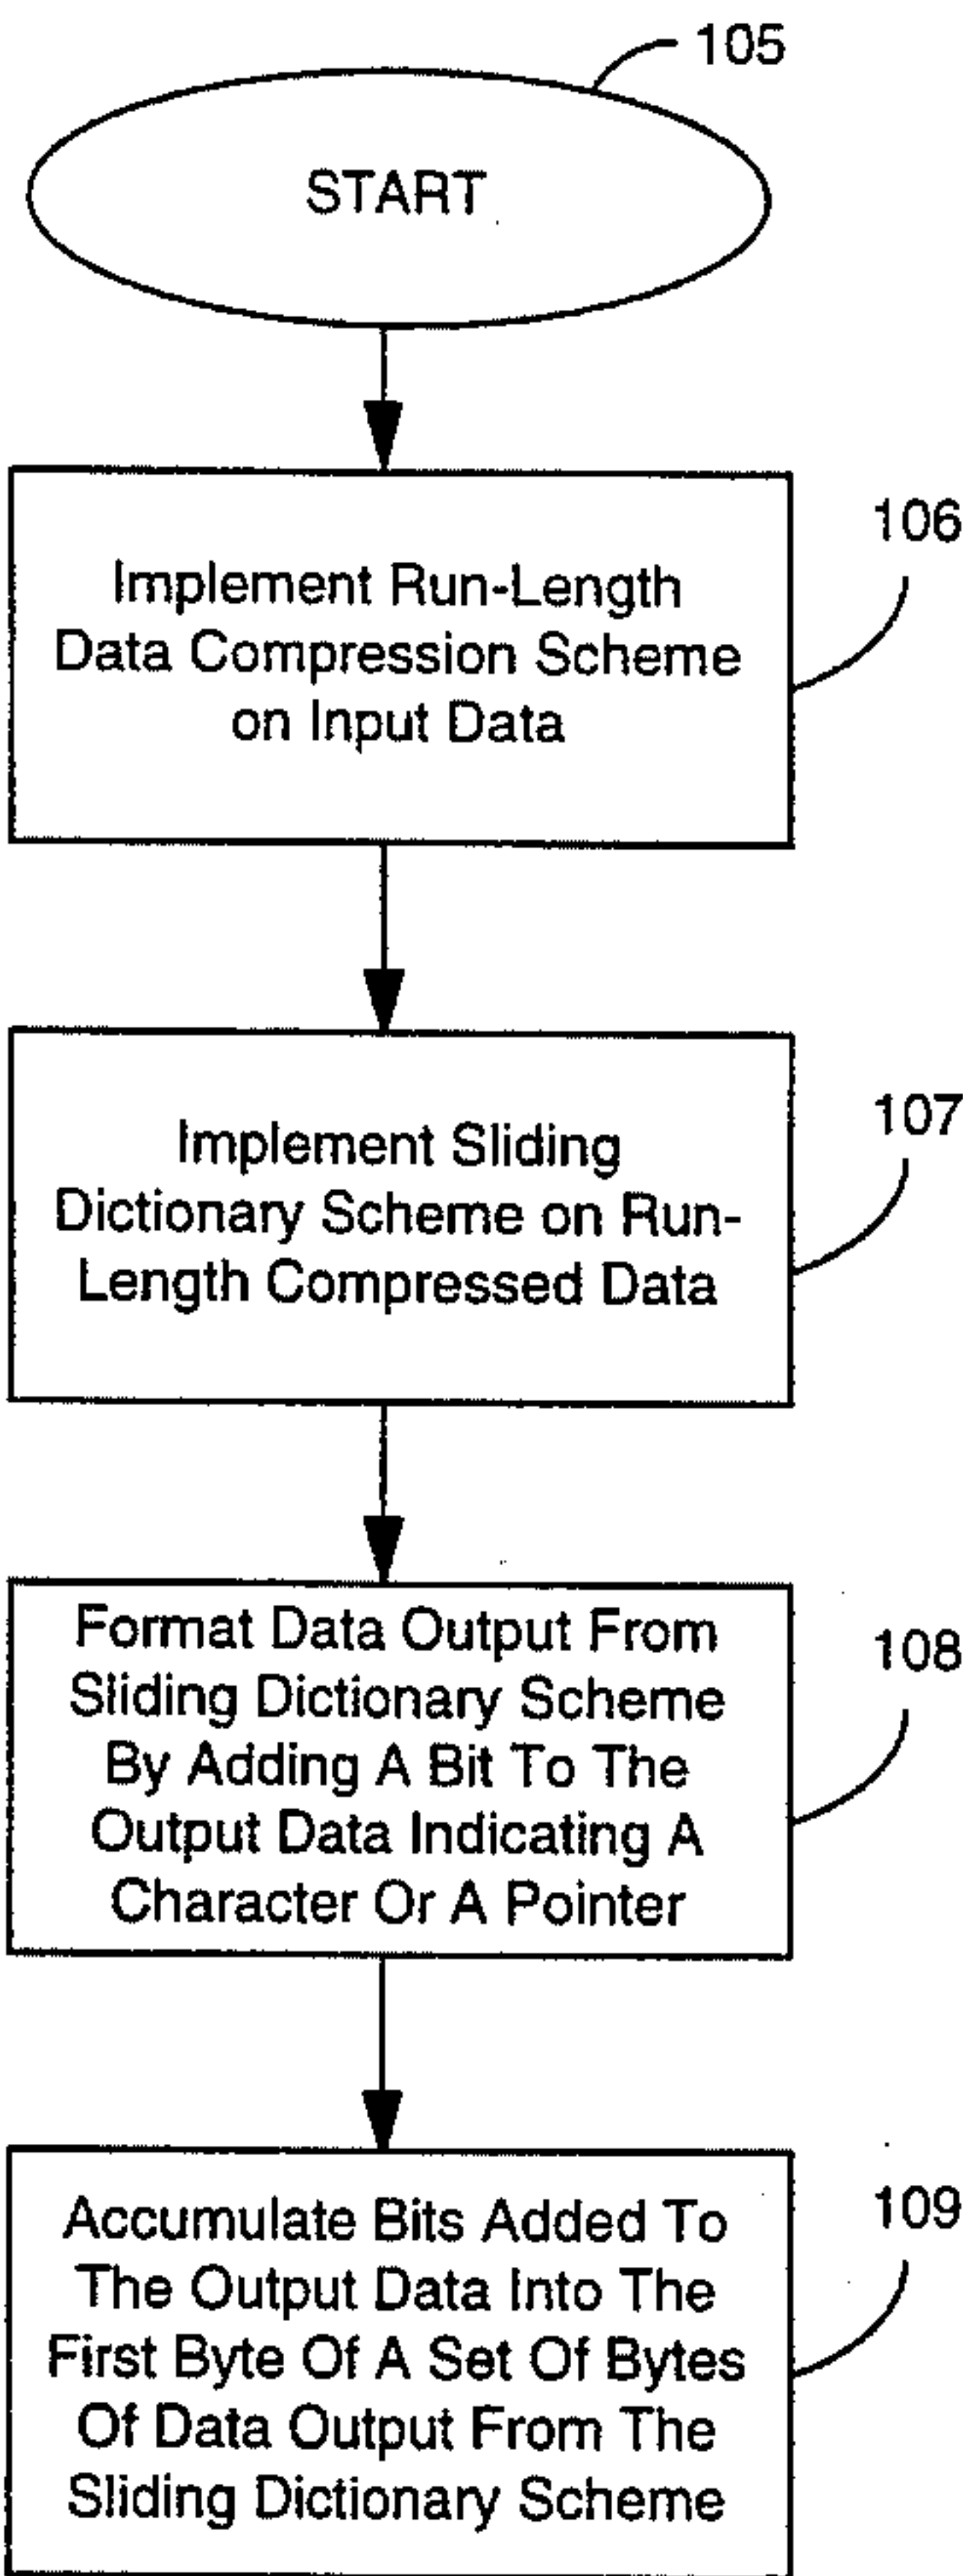 105
START
106
Implement Run-Length
Data Compression Scheme
on Input Data
107
Implement Sliding
Dictionary Scheme on Run-
Length Compressed Data
Format Data Output From
108
Sliding Dictionary Scheme
By Adding A Bit To The
Output Data Indicating A
Character Or A Pointer
109
Accumulate Bits Added To
The Output Data Into The
First Byte Of A Set Of Bytes
Of Data Output From The
Sliding Dictionary Scheme